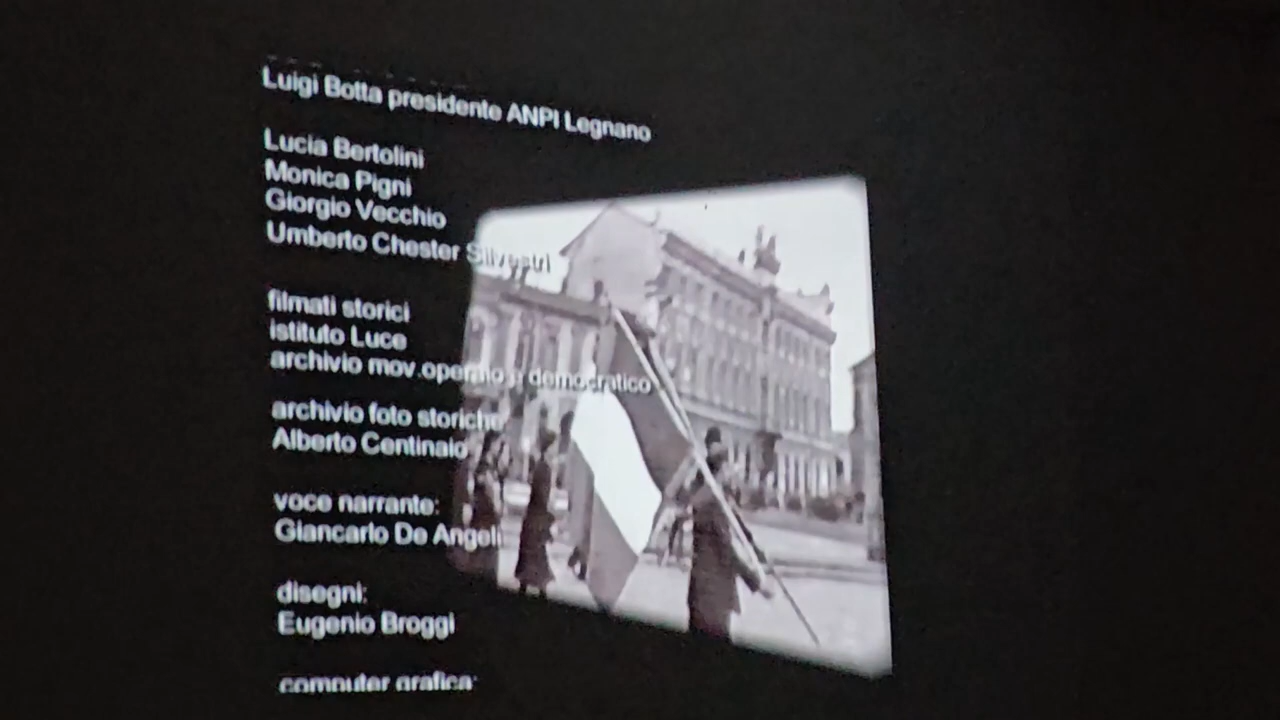 Luigi Botta presidente ANPI Legnano
Lucia Bertolini
Monica Pigni
Giorgio Vecchio
Umberto Chester Silvestri
filmati storici
istituto Luce
archivio mov.operaio e democratico
archivio foto storiche
Alberto Centinaio
voce narrante:
Giancarlo De Angeli
disegni:
Eugenio Broggi
computer grafica: